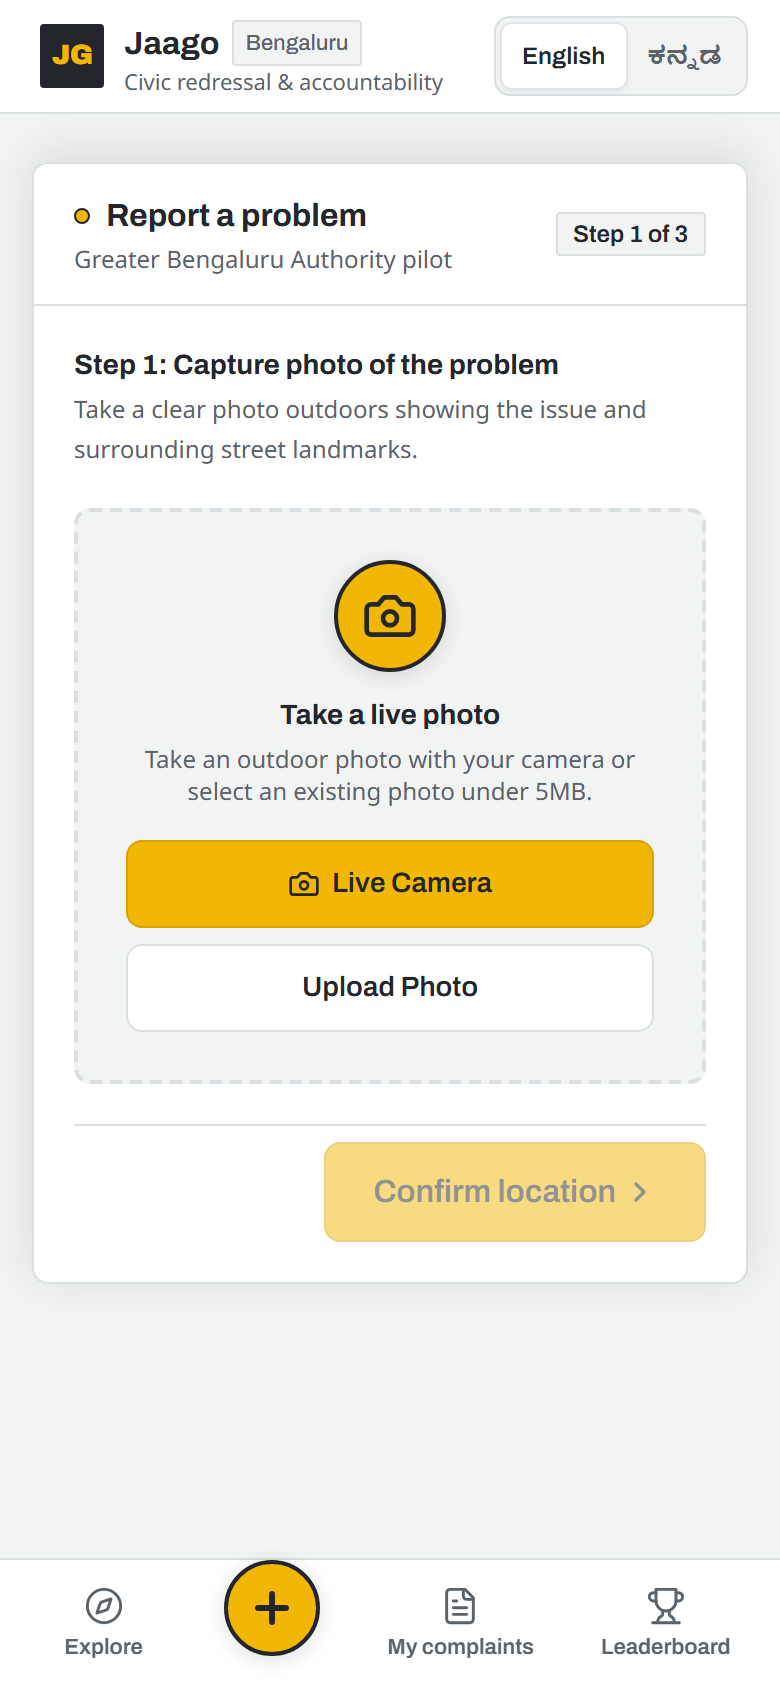 JG
Jaago
Bengaluru
Civic redressal & accountability
English
ಕನ್ನಡ
Report a problem
Greater Bengaluru Authority pilot
Step 1 of 3
Step 1: Capture photo of the problem
Take a clear photo outdoors showing the issue and
surrounding street landmarks.
Take a live photo
Take an outdoor photo with your camera or
select an existing photo under 5MB.
Live Camera
Upload Photo
Confirm location
Explore
My complaints
Leaderboard